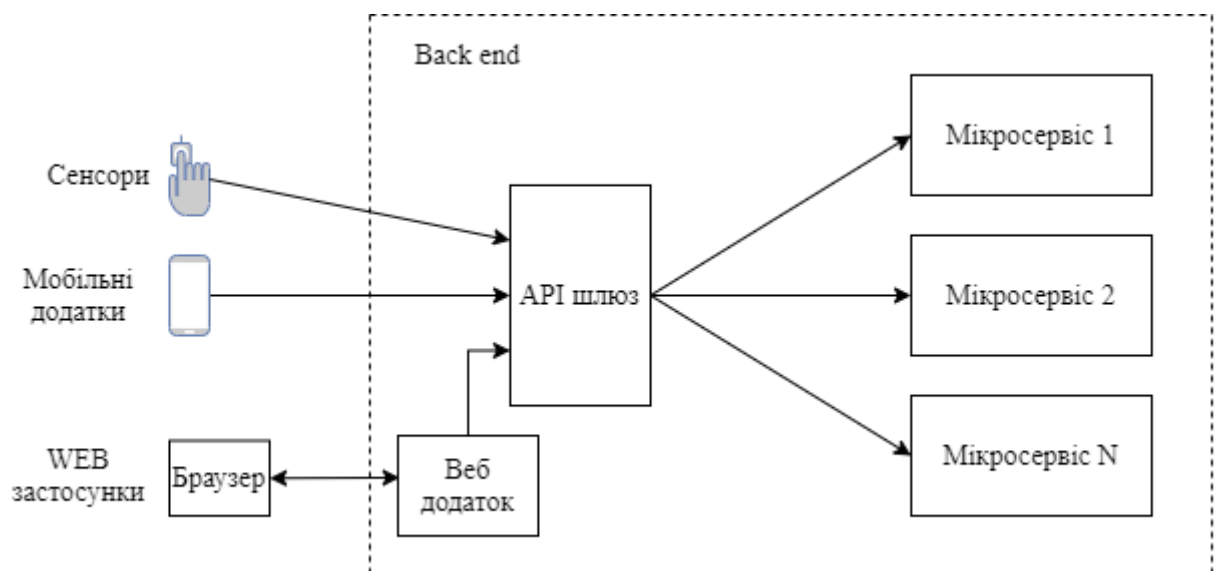 Back end
Сенсори
Мобільні
додатки
WEB
застосунки
Браузер
Веб
додаток
API шлюз
Мікросервіс 1
Мікросервіс 2
Мікросервіс N